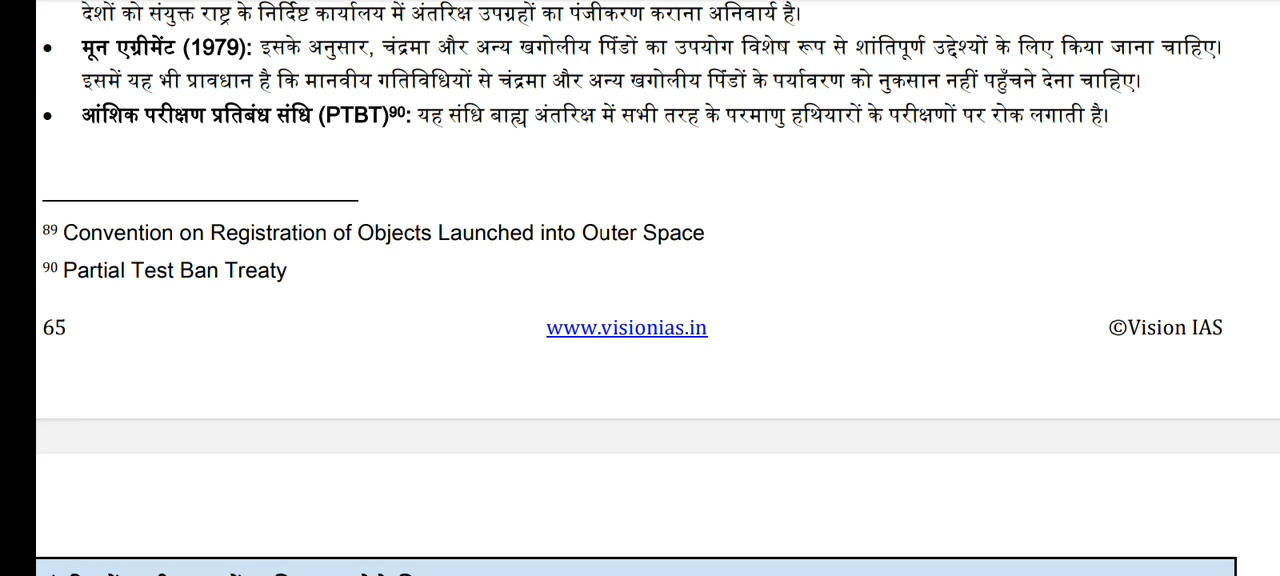 देशों को संयुक्त राष्ट्र के निर्दिष्ट कार्यालय में अंतरिक्ष उपग्रहों का पंजीकरण कराना अनिवार्य है।
• मून एग्रीमेंट (1979): इसके अनुसार, चंद्रमा और अन्य खगोलीय पिंडों का उपयोग विशेष रूप से शांतिपूर्ण उद्देश्यों के लिए किया जाना चाहिए।
इसमें यह भी प्रावधान है कि मानवीय गतिविधियों से चंद्रमा और अन्य खगोलीय पिंडों के पर्यावरण को नुकसान नहीं पहुँचने देना चाहिए।
• आंशिक परीक्षण प्रतिबंध संधि (PTBT)⁹⁰: यह संधि बाह्य अंतरिक्ष में सभी तरह के परमाणु हथियारों के परीक्षणों पर रोक लगाती है।
⁸⁹ Convention on Registration of Objects Launched into Outer Space
⁹⁰ Partial Test Ban Treaty
65 www.visionias.in ©Vision IAS